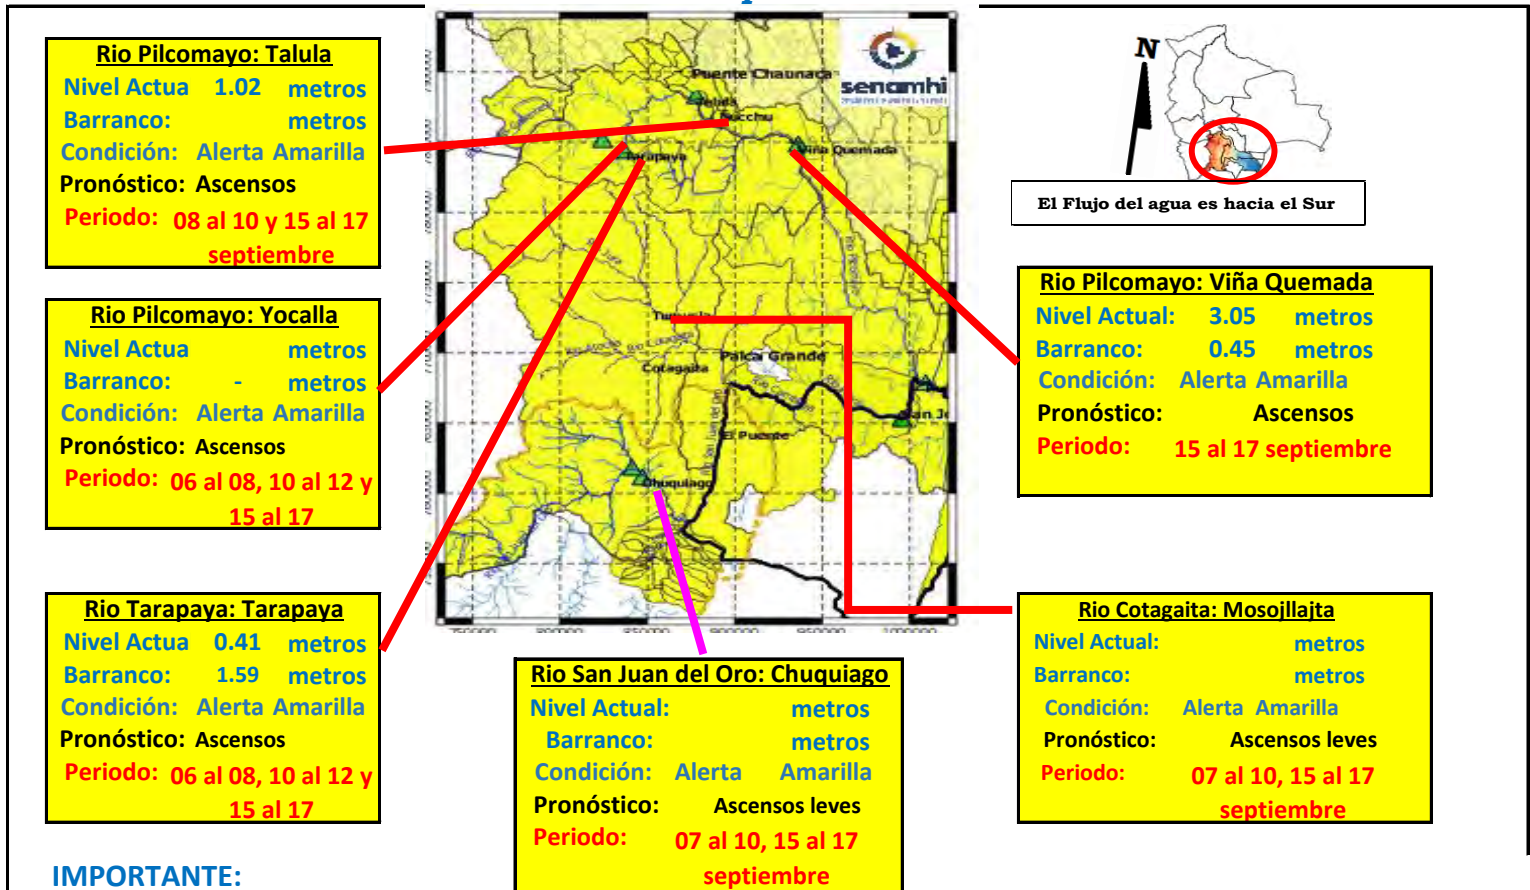 Rio Pilcomayo: Talula
Nivel Actua 1.02 metros
Barranco: metros
Condición: Alerta Amarilla
Pronóstico: Ascensos
Periodo: 08 al 10 y 15 al 17
septiembre
Rio Pilcomayo: Yocalla
Nivel Actua metros
Barranco: - metros
Condición: Alerta Amarilla
Pronóstico: Ascensos
Periodo: 06 al 08, 10 al 12 y
15 al 17
Rio Tarapaya: Tarapaya
Nivel Actua 0.41 metros
Barranco: 1.59 metros
Condición: Alerta Amarilla
Pronóstico: Ascensos
Periodo: 06 al 08, 10 al 12 y
15 al 17
IMPORTANTE:
senamhi
Puente Chaunaca
Tarapaya
Viña Quemada
Palca Grande
Cotagaita
El Puente
Chuquiago
750000 800000 850000 900000 950000 1000000
Rio San Juan del Oro: Chuquiago
Nivel Actual: metros
Barranco: metros
Condición: Alerta Amarilla
Pronóstico: Ascensos leves
Periodo: 07 al 10, 15 al 17
septiembre
N
El Flujo del agua es hacia el Sur
Rio Pilcomayo: Viña Quemada
Nivel Actual: 3.05 metros
Barranco: 0.45 metros
Condición: Alerta Amarilla
Pronóstico: Ascensos
Periodo: 15 al 17 septiembre
Rio Cotagaita: Mosojllajta
Nivel Actual: metros
Barranco: metros
Condición: Alerta Amarilla
Pronóstico: Ascensos leves
Periodo: 07 al 10, 15 al 17
septiembre